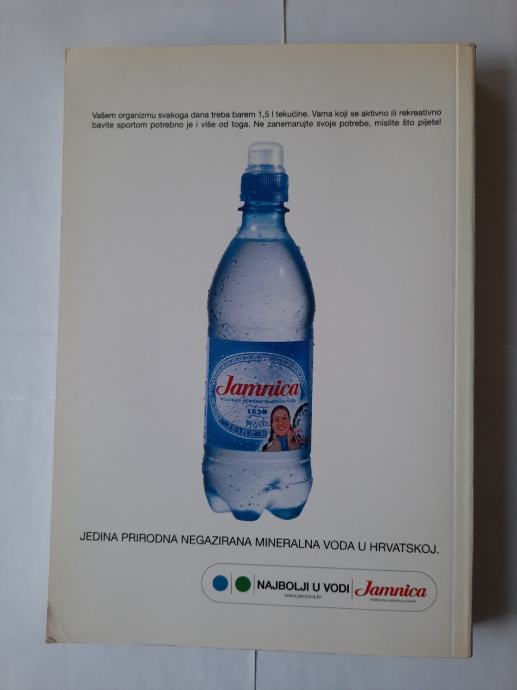 Vašem organizmu svakoga dana treba barem 1,5 l tekućine. Vama koji se aktivno ili rekreativno
bavite sportom potrebno je i više od toga. Ne zanemarujte svoje potrebe, mislite što pijete!
Jamnica
1828
JEDINA PRIRODNA NEGAZIRANA MINERALNA VODA U HRVATSKOJ.
NAJBOLJI U VODI
www.jamnica.hr
Jamnica